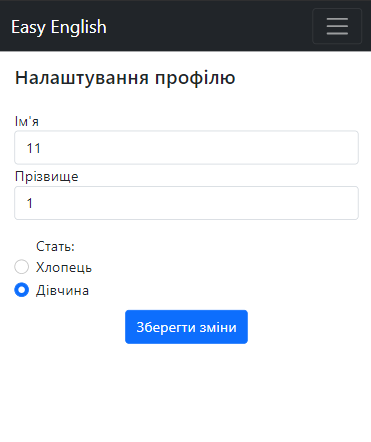 Easy English
Налаштування профілю
Ім'я
11
Прізвище
1
Стать:
Хлопець
Дівчина
Зберегти зміни